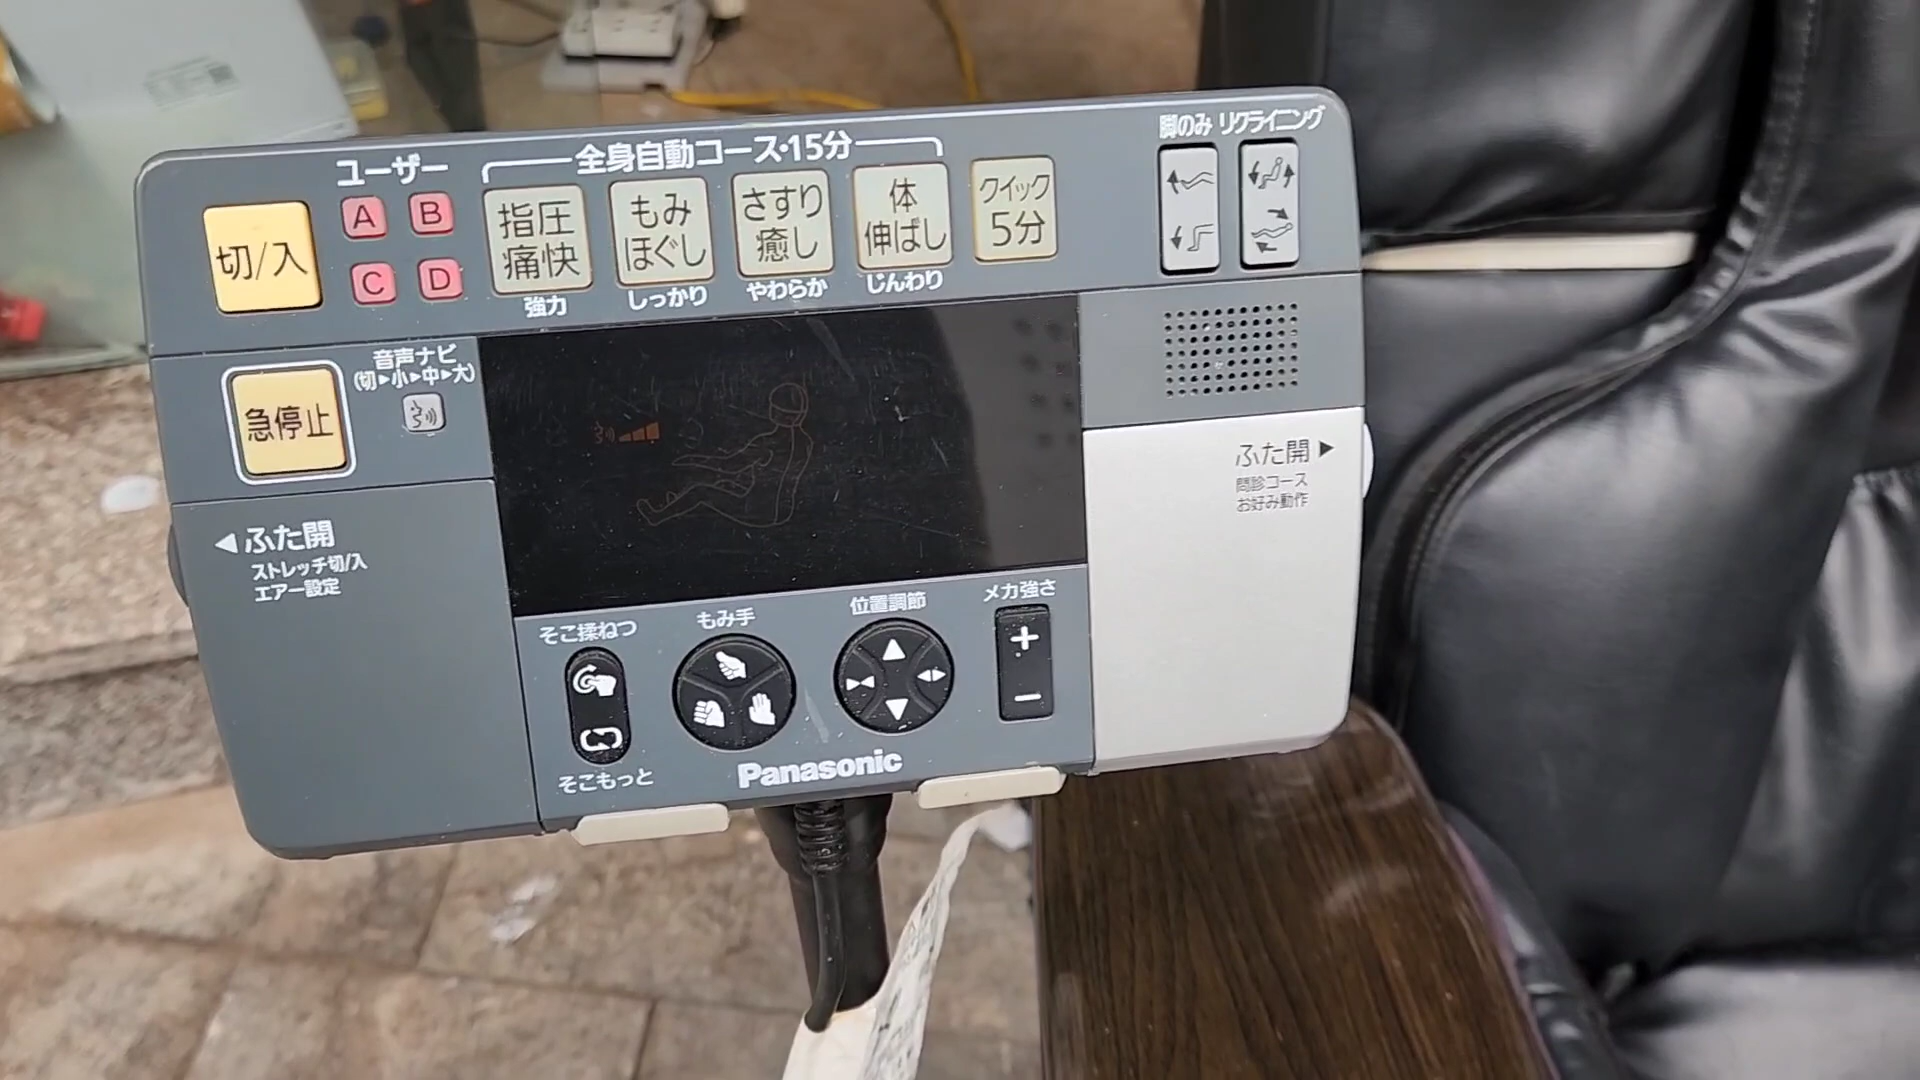 ユーザー
全身自動コース・15分
脚のみ リクライニング
切/入
A
B
C
D
指圧
痛快
強力
もみ
ほぐし
しっかり
さすり
癒し
やわらか
体
伸ばし
じんわり
クイック
5分
急停止
音声ナビ
(切▶小▶中▶大)
◀ふた開
ストレッチ切/入
エアー設定
ふた開▶
問診コース
お好み動作
そこ揉ねつ
そこもっと
もみ手
位置調節
メカ強さ
+
−
Panasonic